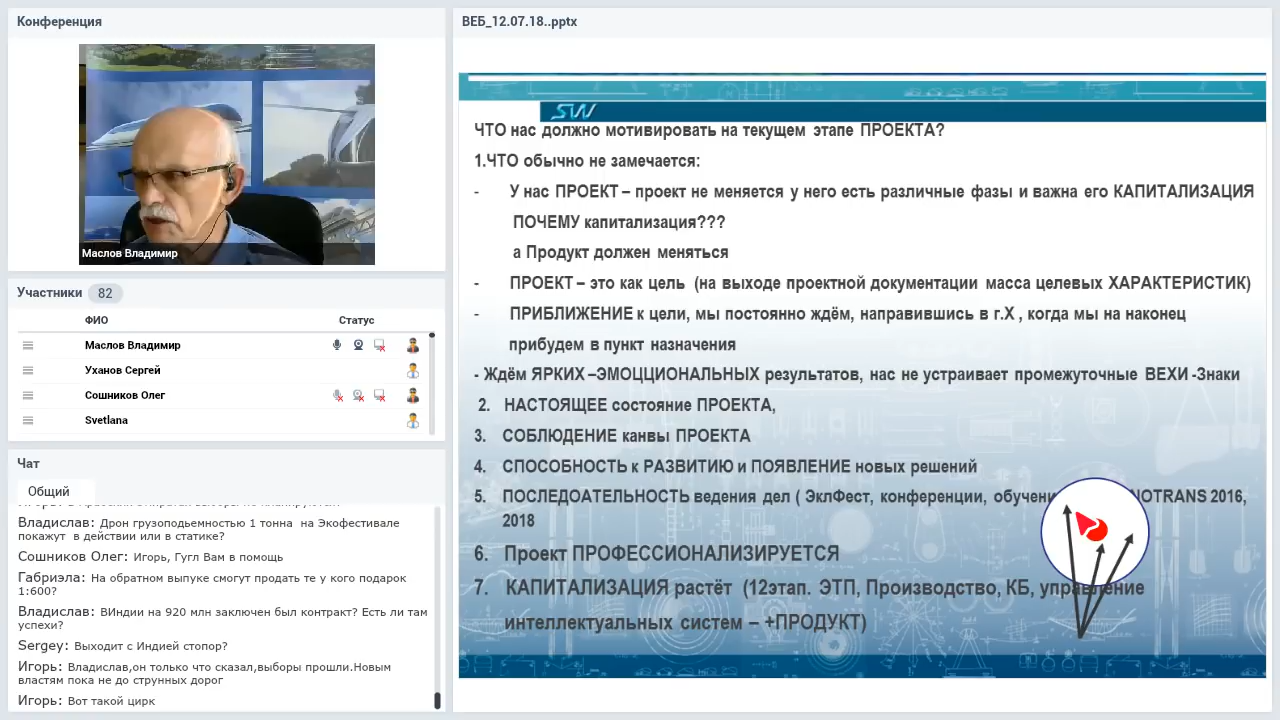 Конференция
Маслов Владимир
Участники 82
ФИО Статус
Маслов Владимир
Уханов Сергей
Сошников Олег
Svetlana
Чат
Общий
Владислав: Дрон грузоподьемностью 1 тонна на Экофестивале
покажут в действии или в статике?
Сошников Олег: Игорь, Гугл Вам в помощь
Габриэла: На обратном выпуке смогут продать те у кого подарок
1:600?
Владислав: ВИндии на 920 млн заключен был контракт? Есть ли там
успехи?
Sergey: Выходит с Индией стопор?
Игорь: Владислав,он только что сказал,выборы прошли.Новым
властям пока не до струнных дорог
Игорь: Вот такой цирк
ВЕБ_12.07.18..pptx
SW
ЧТО нас должно мотивировать на текущем этапе ПРОЕКТА?
1.ЧТО обычно не замечается:
- У нас ПРОЕКТ – проект не меняется у него есть различные фазы и важна его КАПИТАЛИЗАЦИЯ
ПОЧЕМУ капитализация???
а Продукт должен меняться
- ПРОЕКТ – это как цель (на выходе проектной документации масса целевых ХАРАКТЕРИСТИК)
- ПРИБЛИЖЕНИЕ к цели, мы постоянно ждём, направившись в г.Х , когда мы на наконец
прибудем в пункт назначения
- Ждём ЯРКИХ –ЭМОЦЦИОНАЛЬНЫХ результатов, нас не устраивает промежуточные ВЕХИ -Знаки
2. НАСТОЯЩЕЕ состояние ПРОЕКТА,
3. СОБЛЮДЕНИЕ канвы ПРОЕКТА
4. СПОСОБНОСТЬ к РАЗВИТИЮ и ПОЯВЛЕНИЕ новых решений
5. ПОСЛЕДОАТЕЛЬНОСТЬ ведения дел ( ЭклФест, конференции, обучени NOTRANS 2016,
2018
6. Проект ПРОФЕССИОНАЛИЗИРУЕТСЯ
7. КАПИТАЛИЗАЦИЯ растёт (12этап. ЭТП, Производство, КБ, управление
интеллектуальных систем – +ПРОДУКТ)